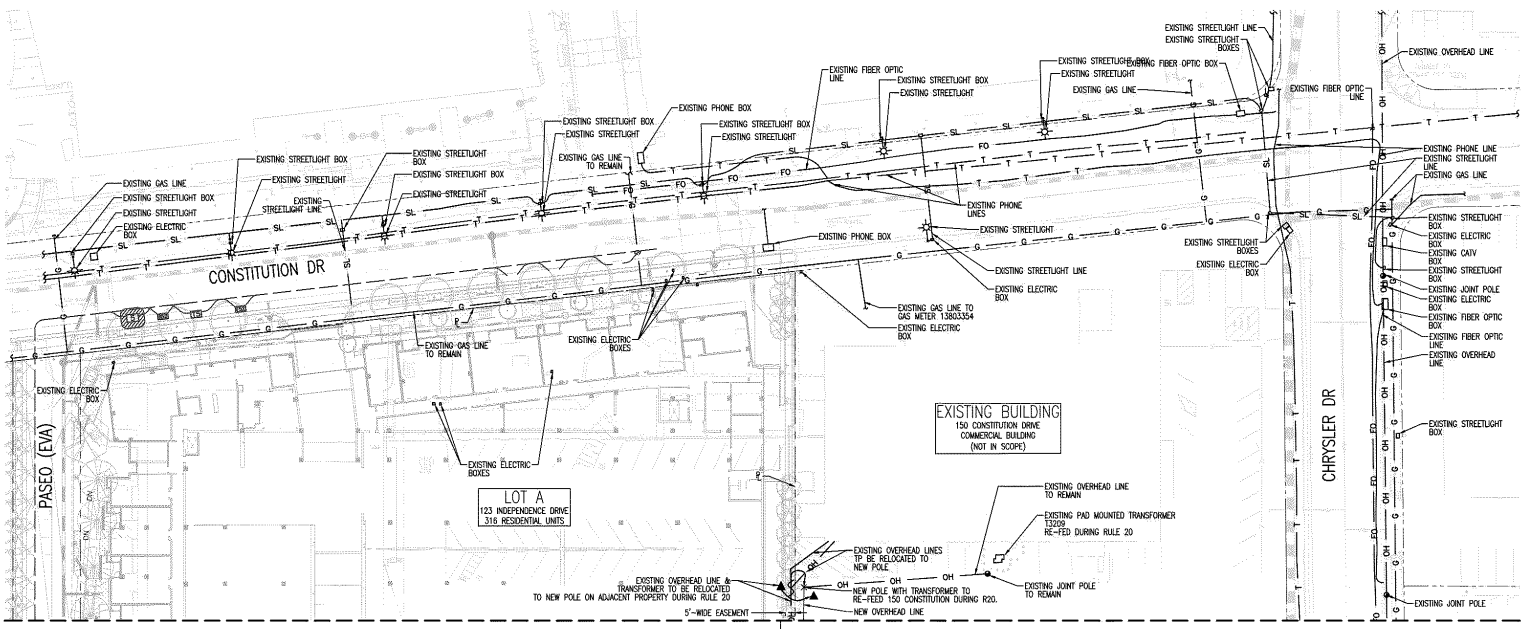 EXISTING STREETLIGHT LINE
EXISTING STREETLIGHT
BOXES
EXISTING OVERHEAD LINE
EXISTING STREETLIGHT BOX
EXISTING STREETLIGHT
EXISTING FIBER OPTIC BOX
EXISTING FIBER OPTIC
LINE
EXISTING STREETLIGHT BOX
EXISTING STREETLIGHT
EXISTING GAS LINE
EXISTING FIBER OPTIC
LINE
EXISTING PHONE BOX
EXISTING STREETLIGHT BOX
EXISTING STREETLIGHT
EXISTING STREETLIGHT BOX
EXISTING STREETLIGHT
EXISTING GAS LINE
TO REMAIN
EXISTING STREETLIGHT
BOX
EXISTING STREETLIGHT BOX
EXISTING STREETLIGHT
EXISTING STREETLIGHT BOX
EXISTING STREETLIGHT
EXISTING
STREETLIGHT LINE
EXISTING GAS LINE
EXISTING STREETLIGHT BOX
EXISTING STREETLIGHT
EXISTING ELECTRIC
BOX
EXISTING PHONE LINE
EXISTING STREETLIGHT
LINE
EXISTING GAS LINE
EXISTING PHONE
LINES
EXISTING PHONE BOX
EXISTING STREETLIGHT
EXISTING STREETLIGHT LINE
EXISTING ELECTRIC
BOX
EXISTING STREETLIGHT
BOXES
EXISTING ELECTRIC
BOX
EXISTING STREETLIGHT
BOX
EXISTING ELECTRIC
BOX
EXISTING CATV
BOX
EXISTING STREETLIGHT
BOX
EXISTING JOINT POLE
EXISTING ELECTRIC
BOX
EXISTING FIBER OPTIC
BOX
EXISTING FIBER OPTIC
LINE
EXISTING OVERHEAD
LINE
CONSTITUTION DR
EXISTING GAS LINE TO
GAS METER 13803354
EXISTING ELECTRIC
BOX
EXISTING GAS LINE
TO REMAIN
EXISTING ELECTRIC
BOXES
EXISTING ELECTRIC
BOX
PASEO (EVA)
EXISTING ELECTRIC
BOXES
LOT A
123 INDEPENDENCE DRIVE
316 RESIDENTIAL UNITS
EXISTING BUILDING
150 CONSTITUTION DRIVE
COMMERCIAL BUILDING
(NOT IN SCOPE)
CHRYSLER DR
EXISTING STREETLIGHT
BOX
EXISTING OVERHEAD LINE
TO REMAIN
EXISTING PAD MOUNTED TRANSFORMER
T3209
RE-FED DURING RULE 20
EXISTING OVERHEAD LINES
TP BE RELOCATED TO
NEW POLE
EXISTING OVERHEAD LINE &
TRANSFORMER TO BE RELOCATED
TO NEW POLE ON ADJACENT PROPERTY DURING RULE 20
5'-WIDE EASEMENT
NEW POLE WITH TRANSFORMER TO
RE-FEED 150 CONSTITUTION DURING R20.
NEW OVERHEAD LINE
EXISTING JOINT POLE
TO REMAIN
EXISTING JOINT POLE